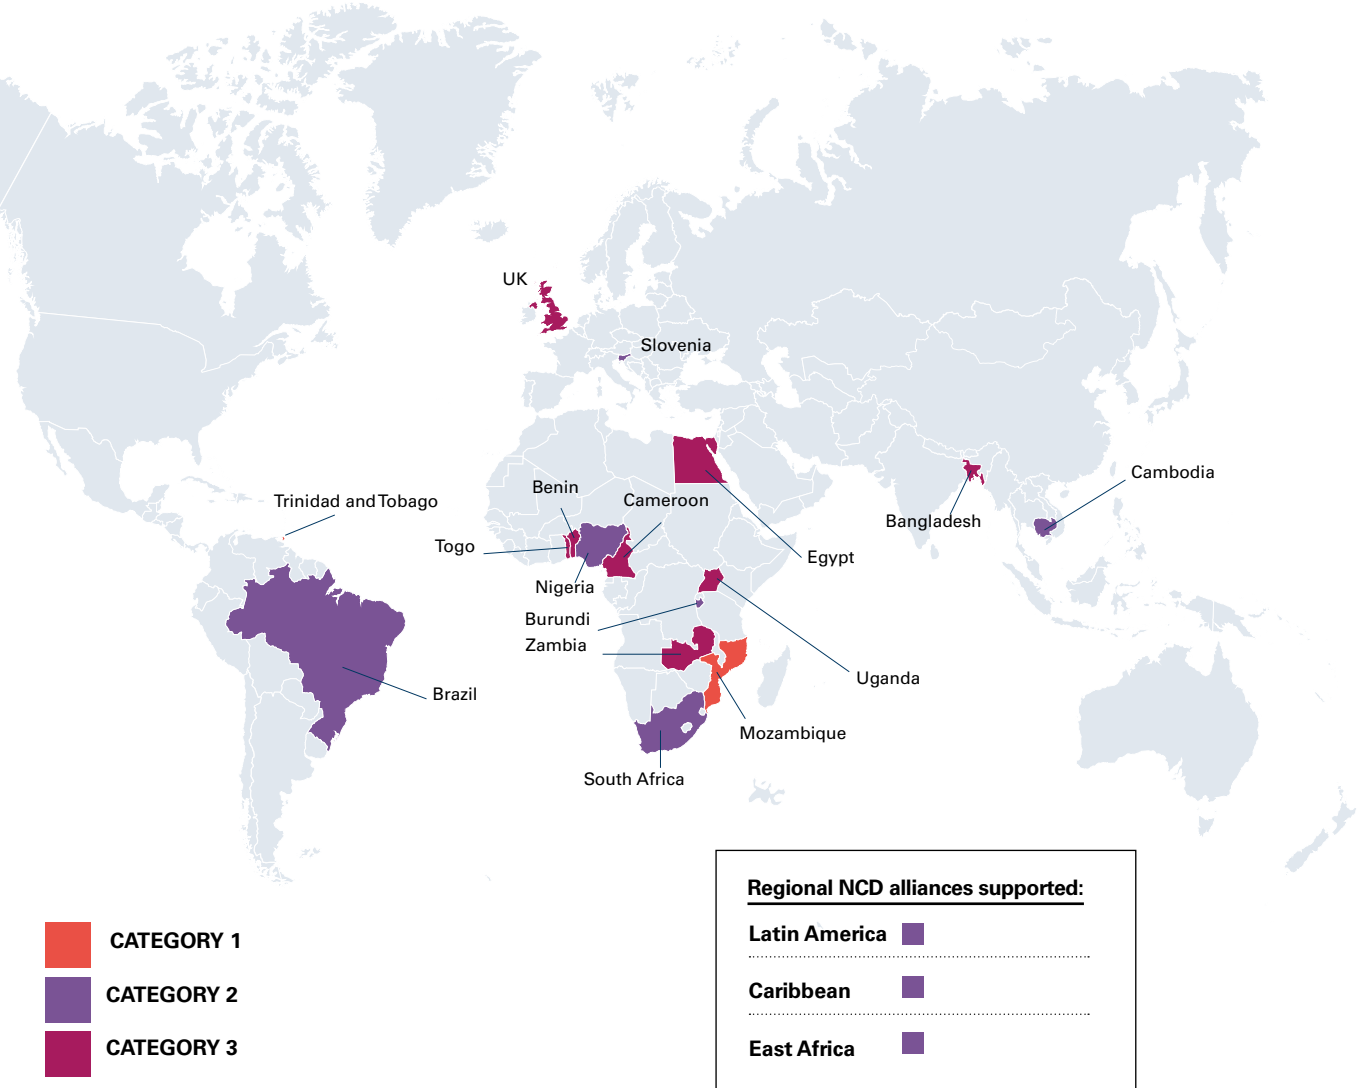 UK
Slovenia
Cambodia
Trinidad and Tobago
Benin
Cameroon
Bangladesh
Togo
Egypt
Nigeria
Burundi
Zambia
Uganda
Brazil
Mozambique
South Africa
CATEGORY 1
CATEGORY 2
CATEGORY 3
Regional NCD alliances supported:
Latin America
Caribbean
East Africa